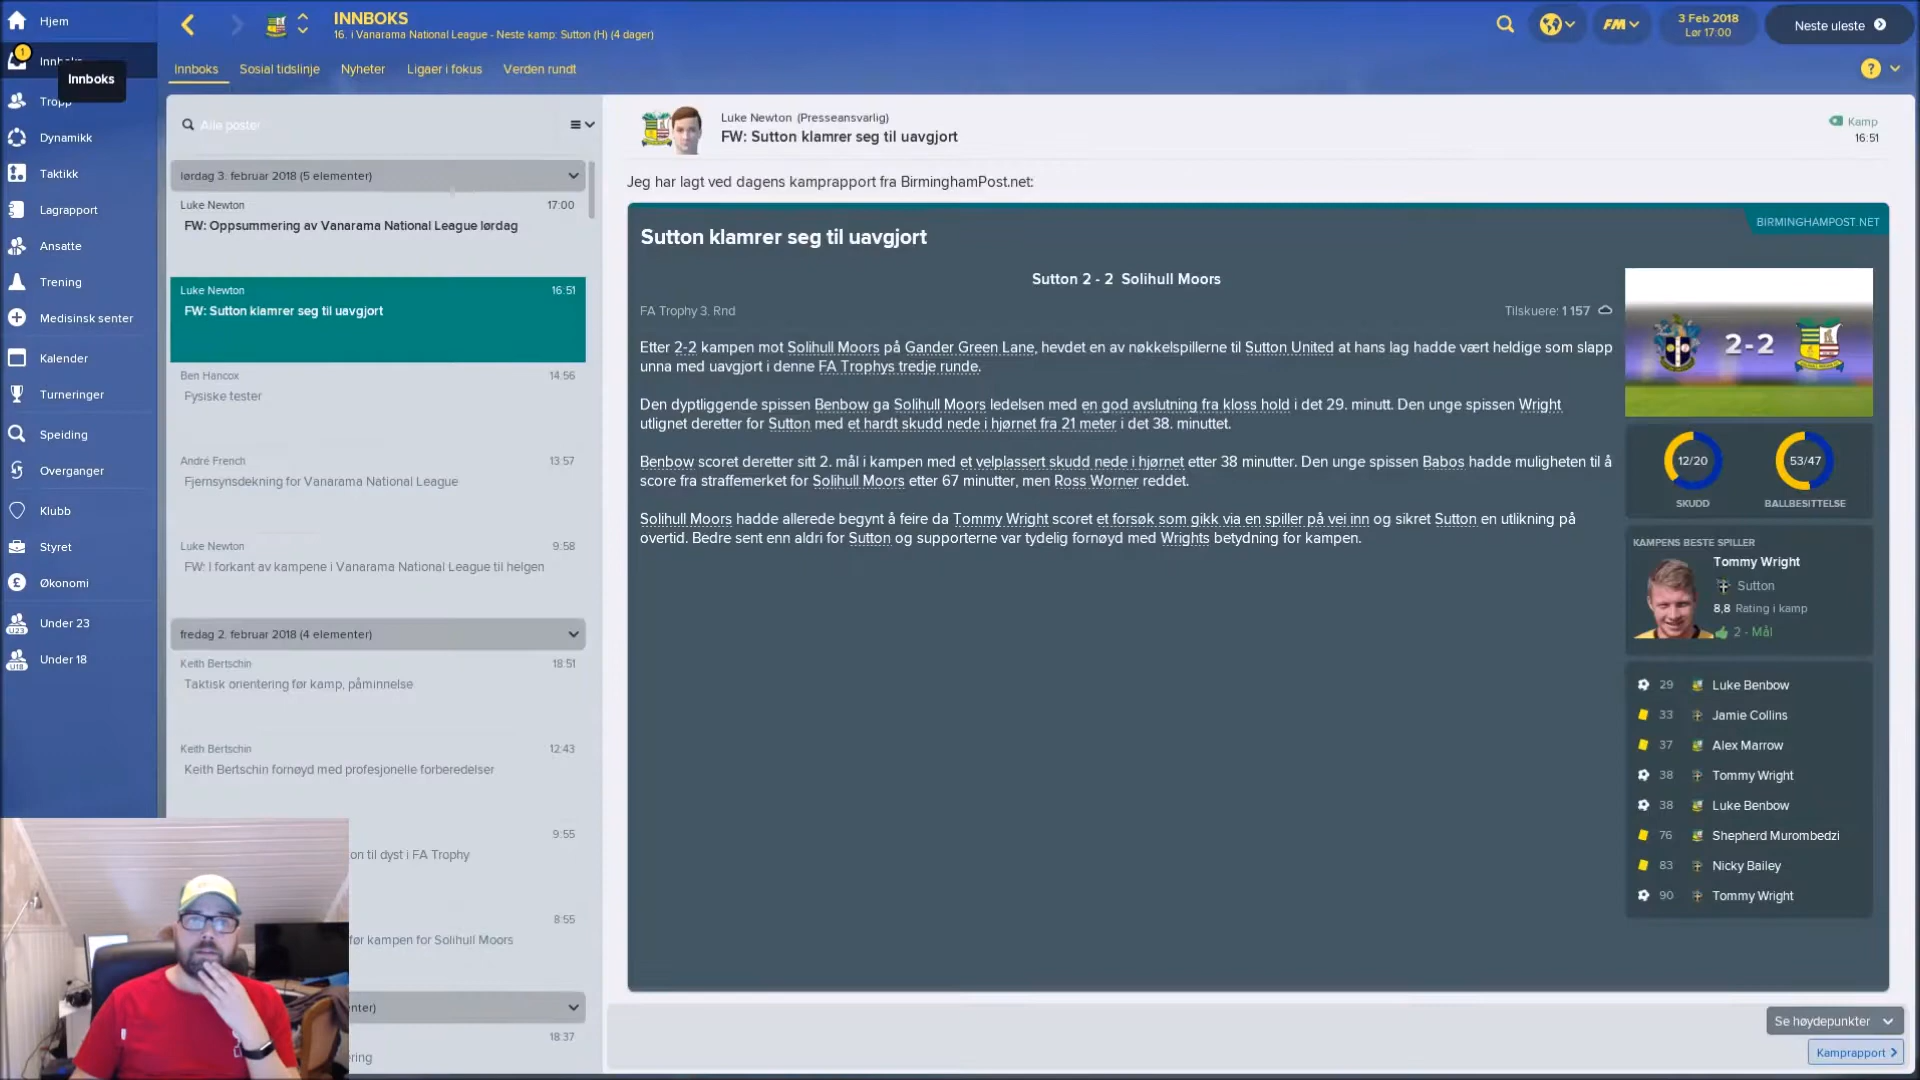 Hjem
1
Innboks
Tropp
Dynamikk
Taktikk
Lagrapport
Ansatte
Trening
Medisinsk senter
Kalender
Turneringer
Speiding
Overganger
Klubb
Styret
Økonomi
U23 Under 23
U18 Under 18
INNBOKS
16. i Vanarama National League - Neste kamp: Sutton (H) (4 dager)
FM
3 Feb 2018
Lør 17:00
Neste uleste
Innboks Sosial tidslinje Nyheter Ligaer i fokus Verden rundt
?
Alle poster
lørdag 3. februar 2018 (5 elementer)
Luke Newton 17:00
FW: Oppsummering av Vanarama National League lørdag
Luke Newton 16:51
FW: Sutton klamrer seg til uavgjort
Ben Hancox 14:56
Fysiske tester
André French 13:57
Fjernsynsdekning for Vanarama National League
Luke Newton 9:58
FW: I forkant av kampene i Vanarama National League til helgen
fredag 2. februar 2018 (4 elementer)
Keith Bertschin 18:51
Taktisk orientering før kamp, påminnelse
Keith Bertschin 12:43
Keith Bertschin fornøyd med profesjonelle forberedelser
9:55
on til dyst i FA Trophy
8:55
før kampen for Solihull Moors
nter)
18:37
ring
Luke Newton (Presseansvarlig)
FW: Sutton klamrer seg til uavgjort
Kamp
16:51
Jeg har lagt ved dagens kamprapport fra BirminghamPost.net:
BIRMINGHAMPOST.NET
Sutton klamrer seg til uavgjort
Sutton 2 - 2 Solihull Moors
FA Trophy 3. Rnd Tilskuere: 1 157
Etter 2-2 kampen mot Solihull Moors på Gander Green Lane, hevdet en av nøkkelspillerne til Sutton United at hans lag hadde vært heldige som slapp
unna med uavgjort i denne FA Trophys tredje runde.
Den dyptliggende spissen Benbow ga Solihull Moors ledelsen med en god avslutning fra kloss hold i det 29. minutt. Den unge spissen Wright
utlignet deretter for Sutton med et hardt skudd nede i hjørnet fra 21 meter i det 38. minuttet.
Benbow scoret deretter sitt 2. mål i kampen med et velplassert skudd nede i hjørnet etter 38 minutter. Den unge spissen Babos hadde muligheten til å
score fra straffemerket for Solihull Moors etter 67 minutter, men Ross Worner reddet.
Solihull Moors hadde allerede begynt å feire da Tommy Wright scoret et forsøk som gikk via en spiller på vei inn og sikret Sutton en utlikning på
overtid. Bedre sent enn aldri for Sutton og supporterne var tydelig fornøyd med Wrights betydning for kampen.
2-2
12/20 53/47
SKUDD BALLBESITTELSE
KAMPENS BESTE SPILLER
Tommy Wright
Sutton
8,8 Rating i kamp
2 - Mål
29 Luke Benbow
33 Jamie Collins
37 Alex Marrow
38 Tommy Wright
38 Luke Benbow
76 Shepherd Murombedzi
83 Nicky Bailey
90 Tommy Wright
Se høydepunkter
Kamprapport